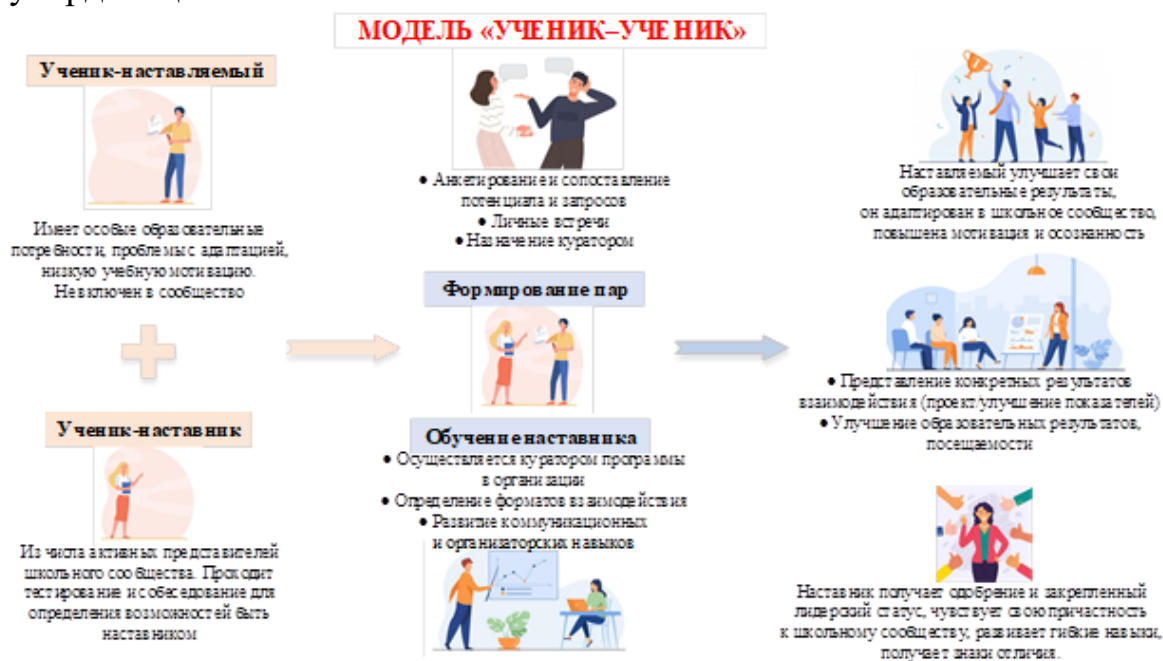 МОДЕЛЬ «УЧЕНИК–УЧЕНИК»
Ученик-наставляемый
Имеет особые образовательные
потребности, проблемы с адаптацией,
низкую учебную мотивацию.
Не включен в сообщество
Ученик-наставник
Из числа активных представителей
школьного сообщества. Проходит
тестирование и собеседование для
определения возможностей быть
наставником
● Анкетирование и сопоставление
потенциала и запросов
● Личные встречи
● Назначение куратором
Формирование пар
Обучение наставника
● Осуществляется куратором программы
в организации
● Определение форматов взаимодействия
● Развитие коммуникационных
и организаторских навыков
Наставляемый улучшает свои
образовательные результаты,
он адаптирован в школьное сообщество,
повышена мотивация и осознанность
● Представление конкретных результатов
взаимодействия (проект/улучшение показателей)
● Улучшение образовательных результатов,
посещаемости
Наставник получает одобрение и закрепленный
лидерский статус, чувствует свою причастность
к школьному сообществу, развивает гибкие навыки,
получает знаки отличия.